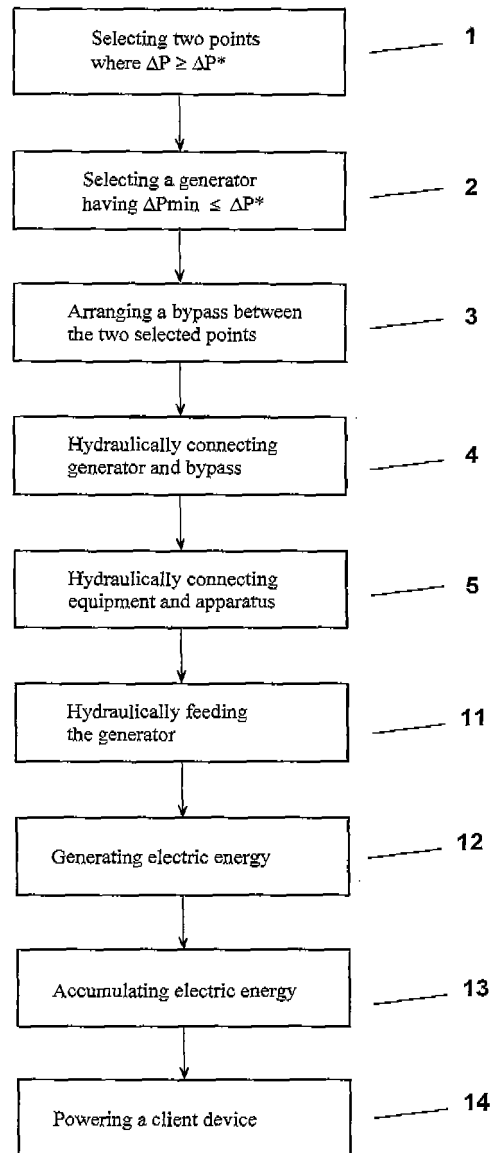 Selecting two points
where ΔP ≥ ΔP*
1
Selecting a generator
having ΔPmin ≤ ΔP*
2
Arranging a bypass between
the two selected points
3
Hydraulically connecting
generator and bypass
4
Hydraulically connecting
equipment and apparatus
5
Hydraulically feeding
the generator
11
Generating electric energy
12
Accumulating electric energy
13
Powering a client device
14